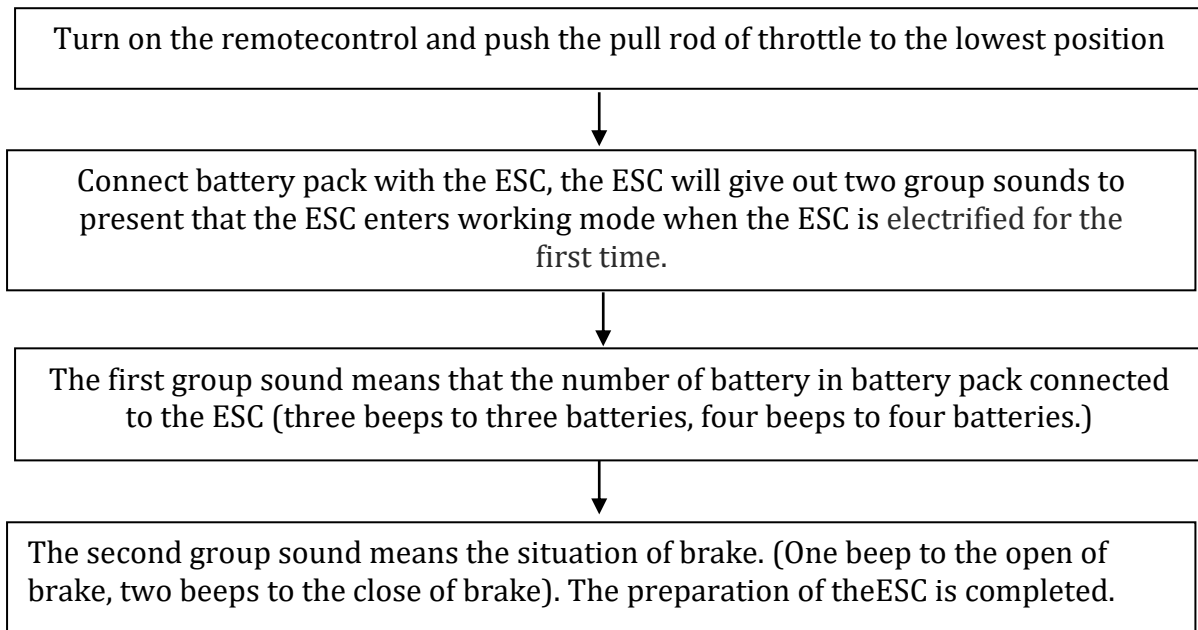 Turn on the remotecontrol and push the pull rod of throttle to the lowest position
Connect battery pack with the ESC, the ESC will give out two group sounds to
present that the ESC enters working mode when the ESC is electrified for the
first time.
The first group sound means that the number of battery in battery pack connected
to the ESC (three beeps to three batteries, four beeps to four batteries.)
The second group sound means the situation of brake. (One beep to the open of
brake, two beeps to the close of brake). The preparation of theESC is completed.